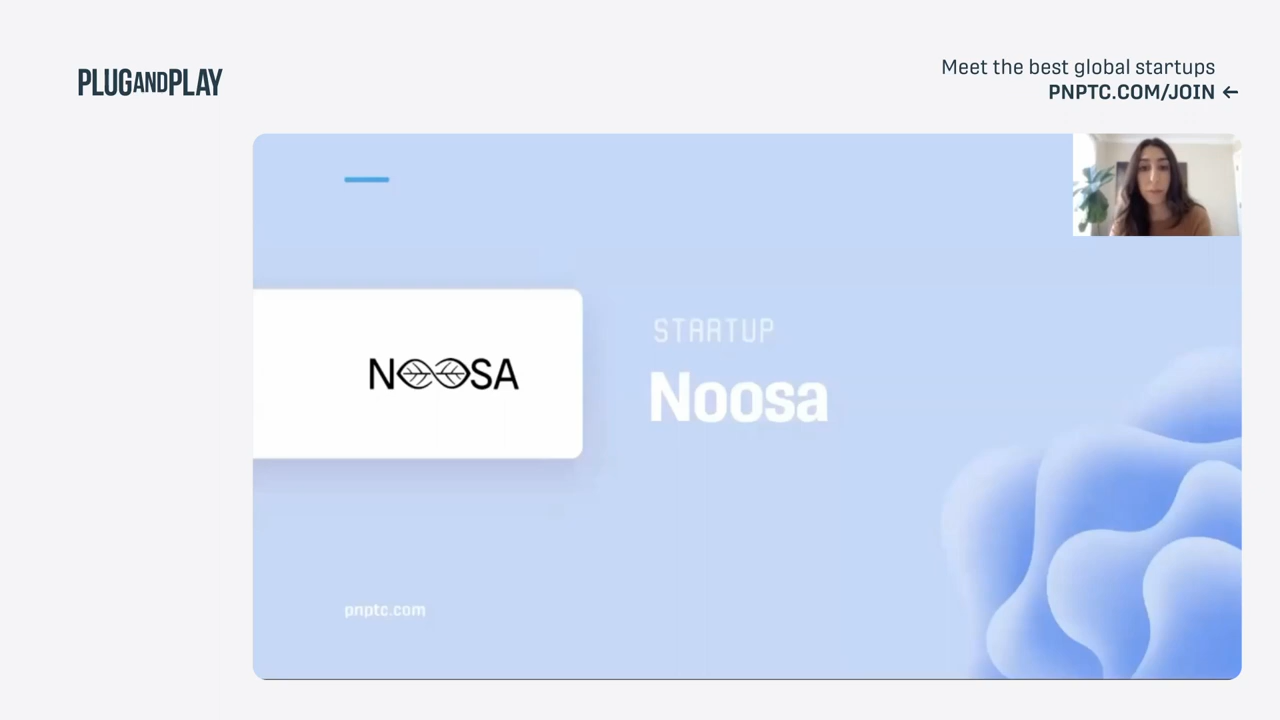 PLUGANDPLAY
Meet the best global startups
PNPTC.COM/JOIN ←
NOOSA
STARTUP
Noosa
pnptc.com